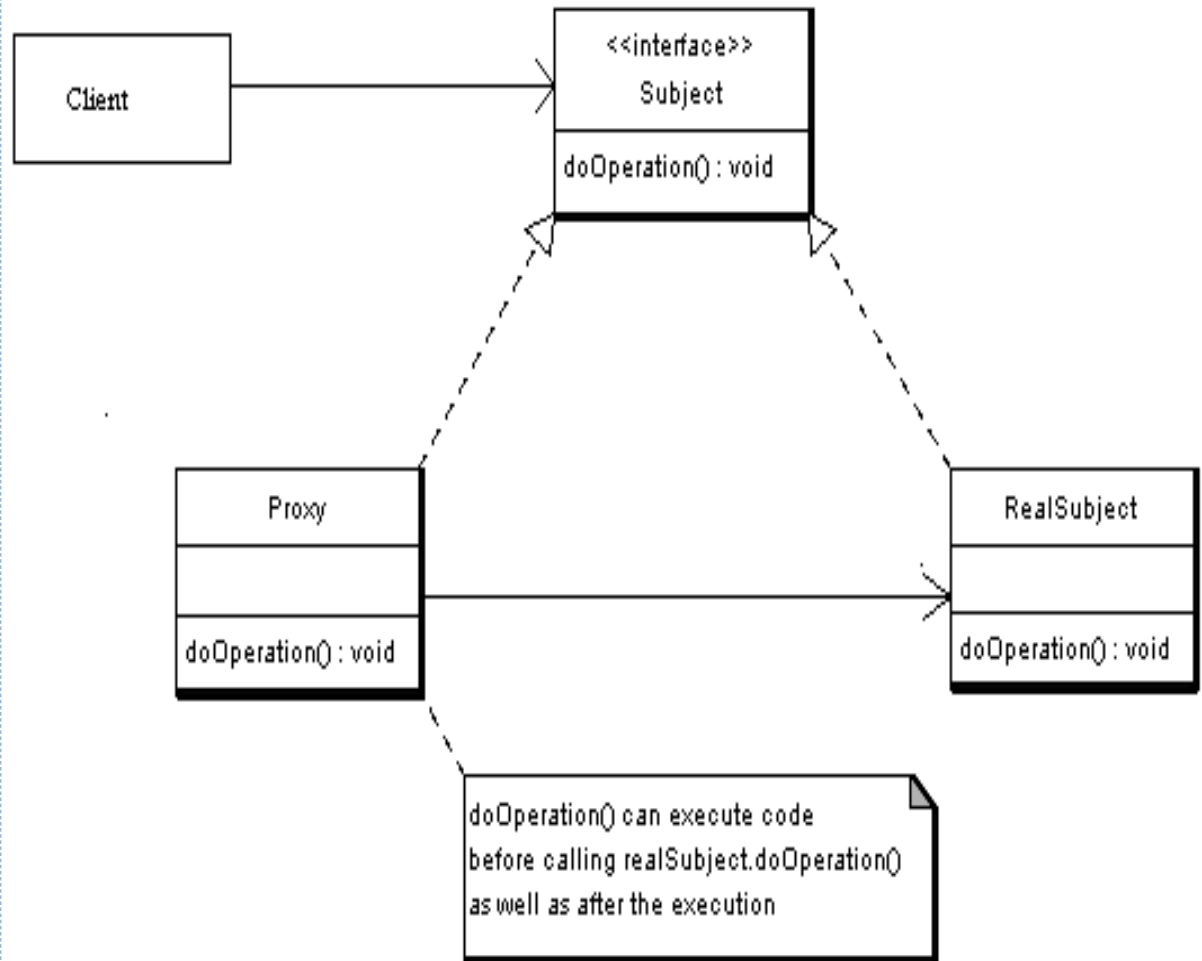 Client
<<interface>>
Subject
doOperation() : void
Proxy
doOperation() : void
RealSubject
doOperation() : void
doOperation() can execute code
before calling realSubject.doOperation()
as well as after the execution